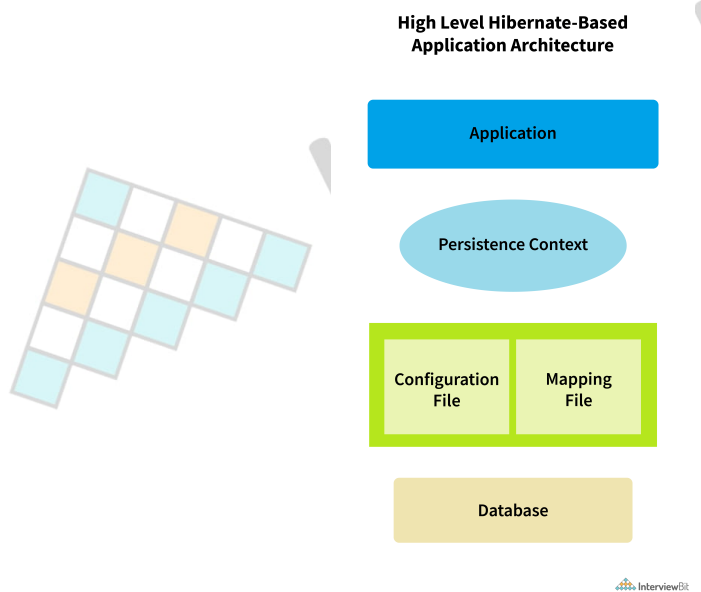 High Level Hibernate-Based
Application Architecture
Application
Persistence Context
Configuration
File
Mapping
File
Database
InterviewBit